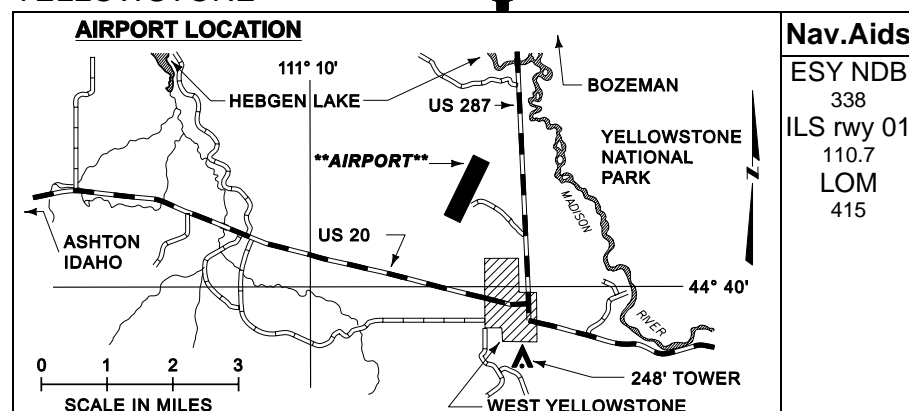 YELLOWSTONE
AIRPORT LOCATION
111° 10'
HEBGEN LAKE
US 287
BOZEMAN
**AIRPORT**
YELLOWSTONE
NATIONAL
PARK
N
MADISON
RIVER
ASHTON
IDAHO
US 20
44° 40'
0 1 2 3
SCALE IN MILES
248' TOWER
WEST YELLOWSTONE
Nav.Aids
ESY NDB
338
ILS rwy 01
110.7
LOM
415